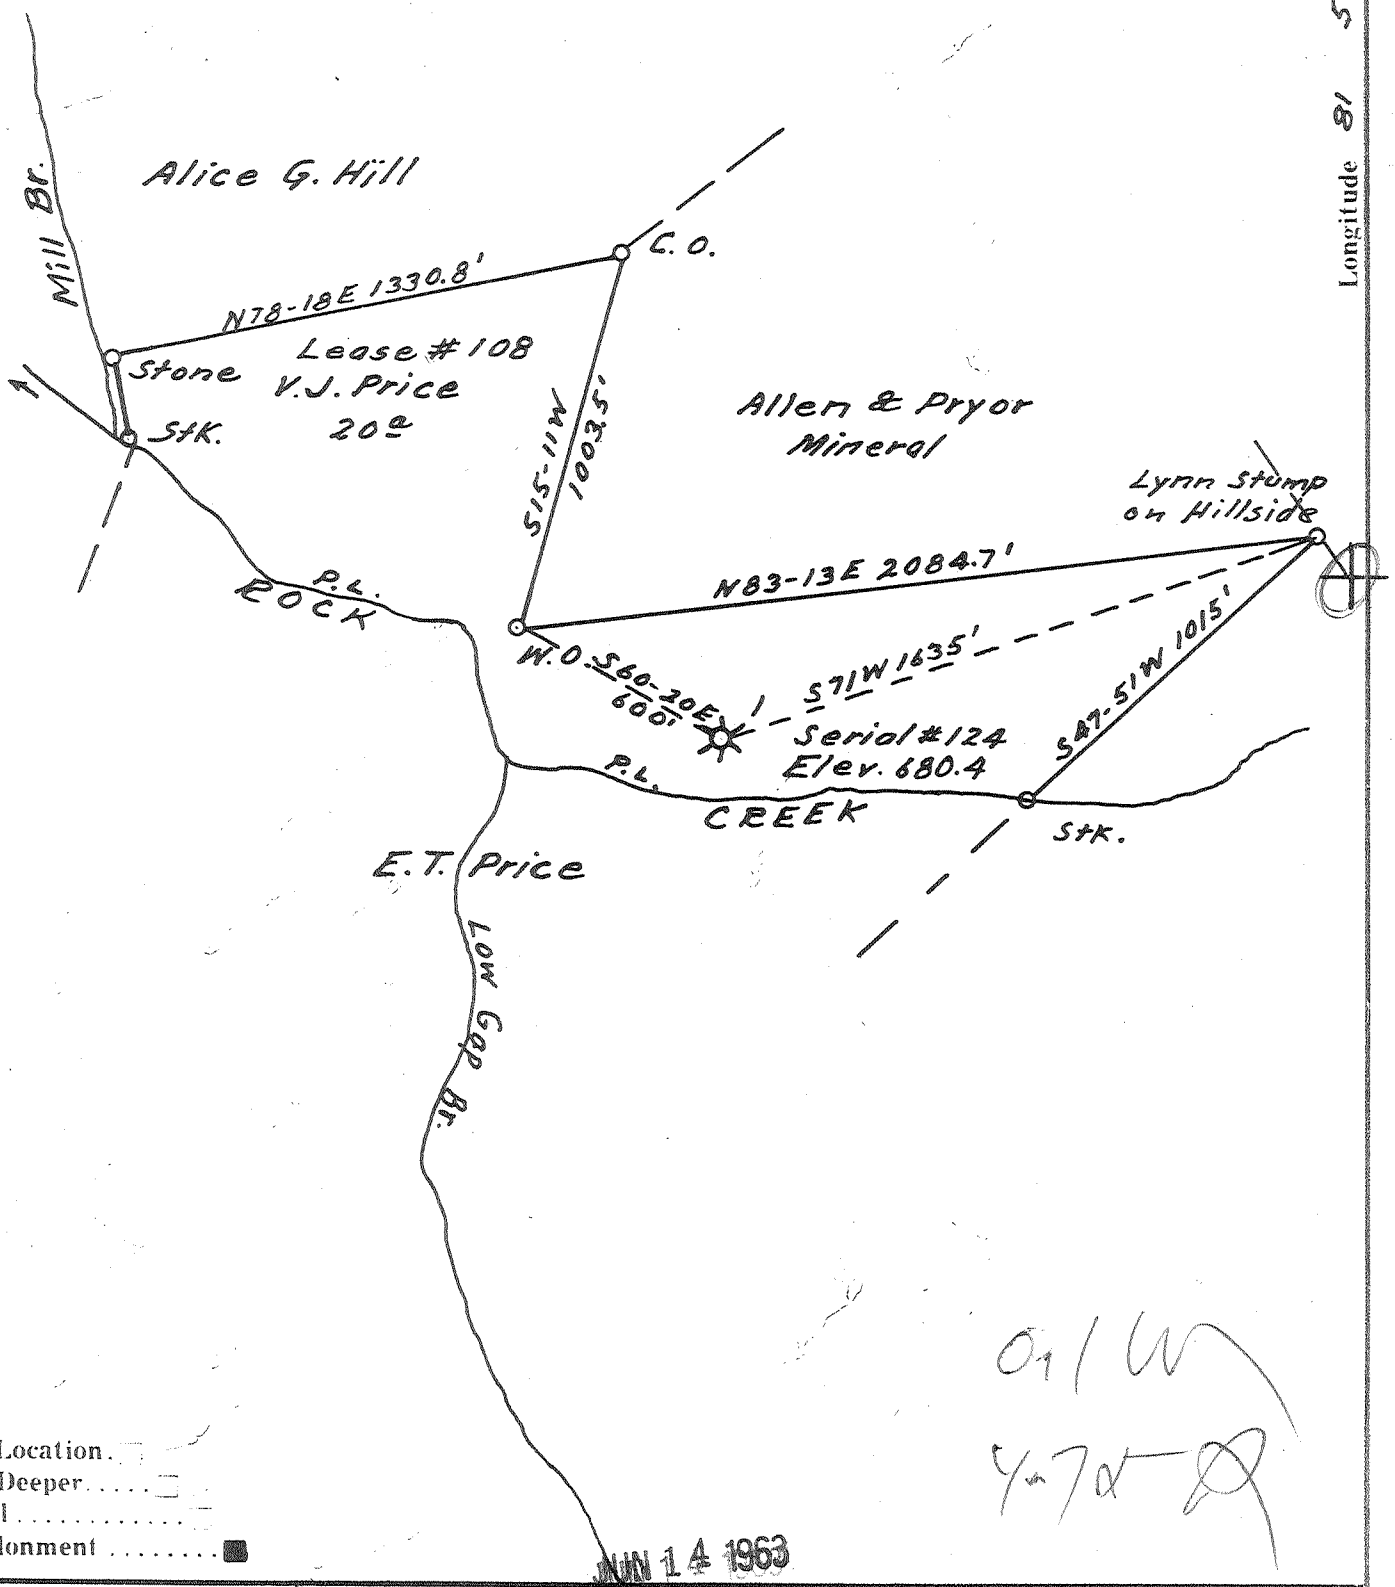 5
Longitude 81
Mill Br.
Alice G. Hill
C.O.
N78-18E 1330.8'
Stone
Lease #108
V.J. Price
20a
Stk.
S15-11W
1003.5'
Allen & Pryor
Mineral
Lynn Stump
on Hillside
N83-13E 2084.7'
P.L.
ROCK
W.O.
S60-20E
600'
1
S71W 1635'
S47-51W 1015'
Serial #124
Elev. 680.4
P.L.
CREEK
Stk.
E.T. Price
Low Gap Br.
Location.
Deeper.....
l............
lonment ........
JUN 14 1963